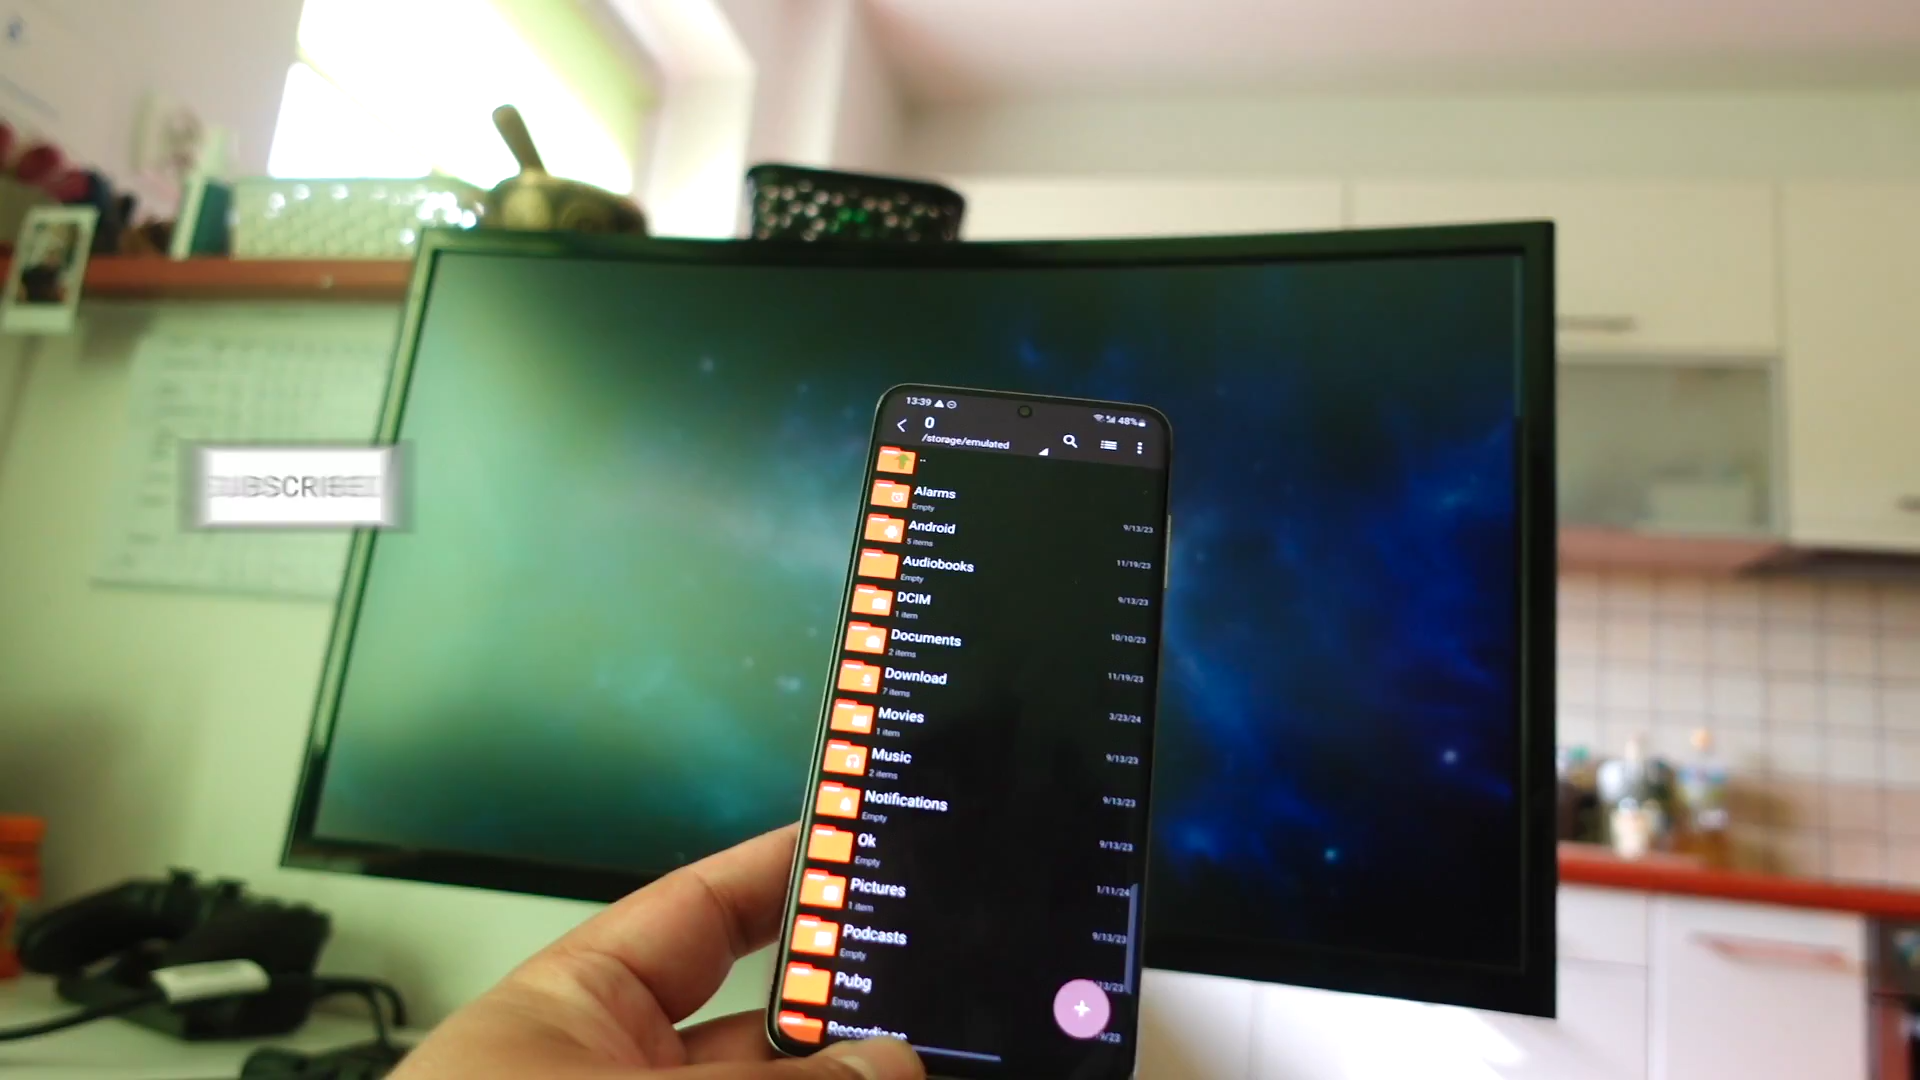 13:39
48%
0
/storage/emulated
..
Alarms
Empty
9/13/23
Android
5 items
11/19/23
Audiobooks
Empty
9/13/23
DCIM
1 item
10/10/23
Documents
2 items
11/19/23
Download
7 items
3/23/24
Movies
1 item
9/13/23
Music
2 items
9/13/23
Notifications
Empty
9/13/23
Ok
Empty
1/11/24
Pictures
1 item
9/13/23
Podcasts
Empty
Pubg
Empty
Recordings
SUBSCRIBED